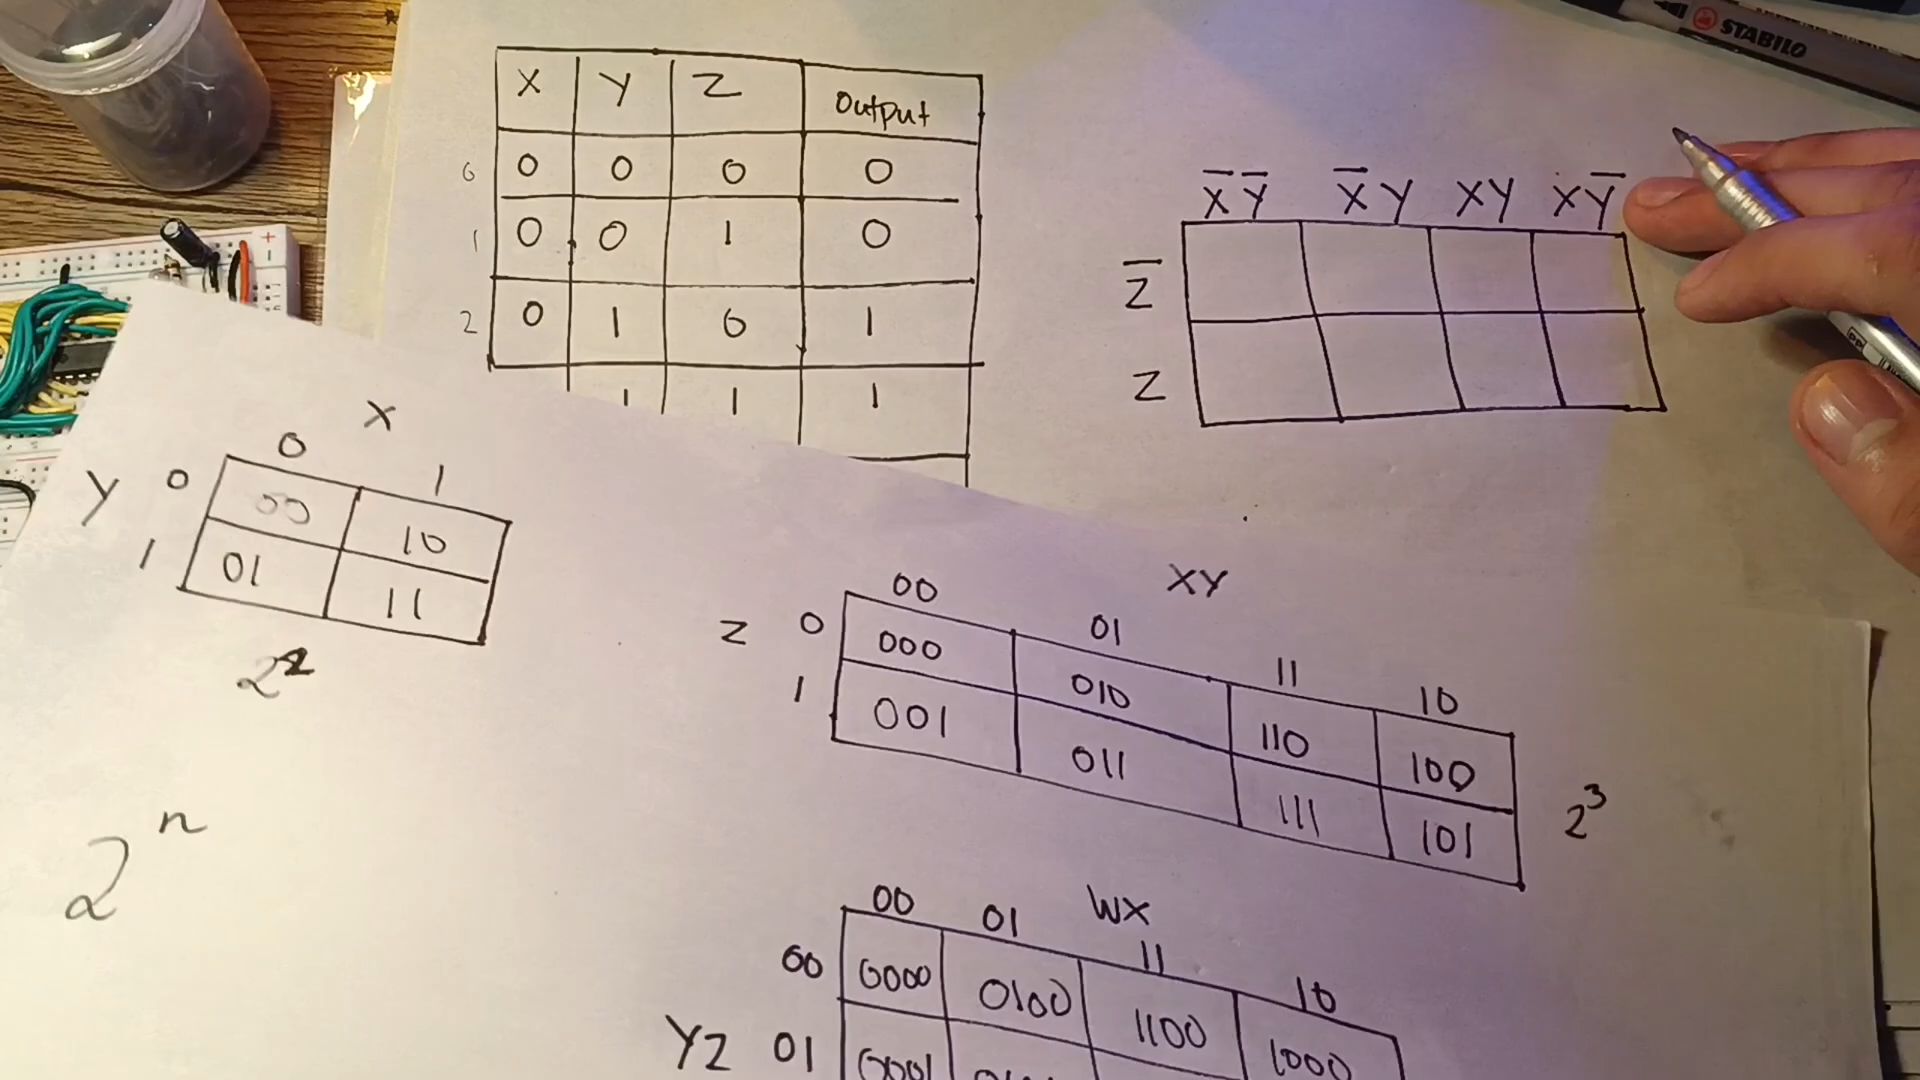 STABILO
X Y Z Output
0 0 0 0 0
1 0 0 1 0
2 0 1 0 1
1 1 1
X̅Y̅ X̅Y XY XY̅
Z̅
Z
X
0 1
Y 0 00 10
1 01 11
2²
2ⁿ
XY
00 01 11 10
Z 0 000 010 110 100
1 001 011 111 101
2³
WX
00 01 11 10
00 0000 0100 1100 1000
YZ 01 0001